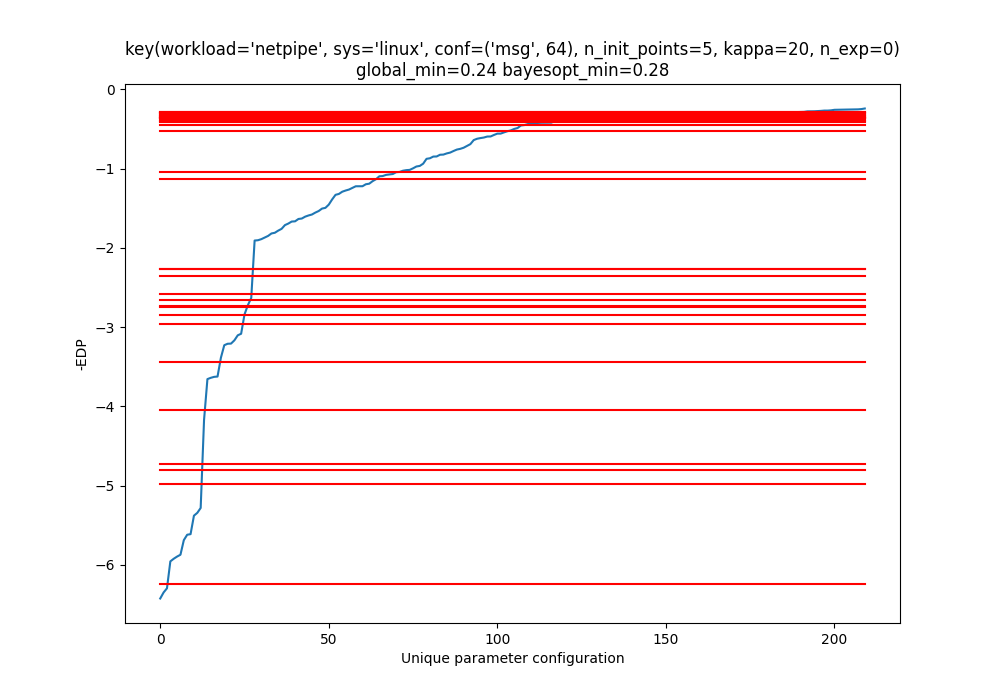 key(workload='netpipe', sys='linux', conf=('msg', 64), n_init_points=5, kappa=20, n_exp=0)
global_min=0.24 bayesopt_min=0.28
0
−1
−2
−3
−4
−5
−6
-EDP
0 50 100 150 200
Unique parameter configuration